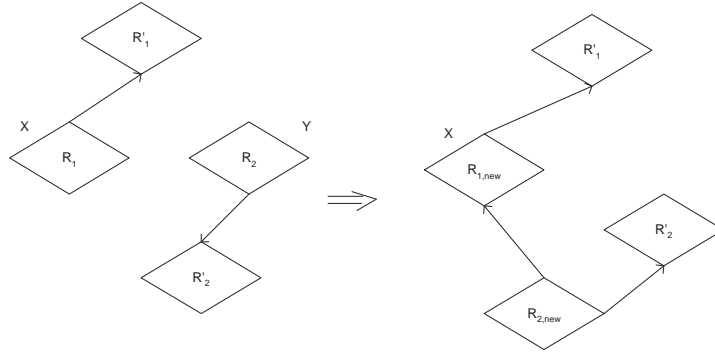 R'₁
X
R₁
R₂
Y
R'₂
R'₁
X
R₁,new
R'₂
R₂,new